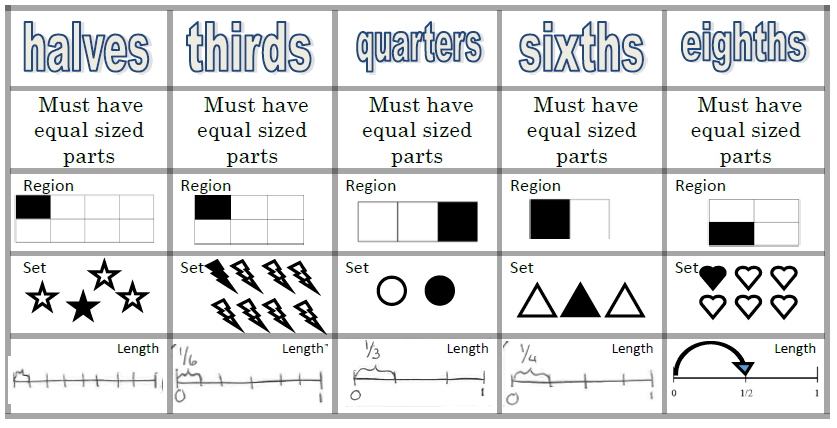 halves thirds quarters sixths eighths
Must have Must have Must have Must have Must have
equal sized equal sized equal sized equal sized equal sized
parts parts parts parts parts
Region Region Region Region Region
Set Set Set Set Set
Length Length Length Length Length
1/6 1/3 1/4
0 1 0 1 0 1 0 1/2 1